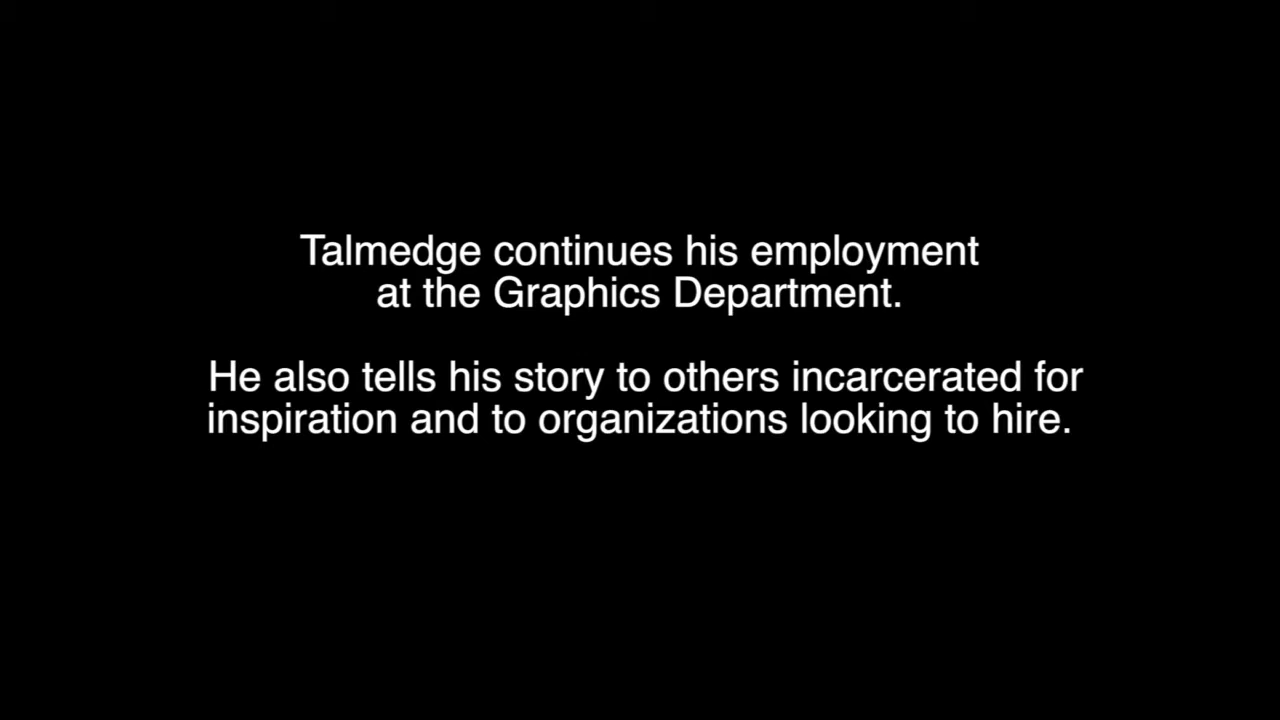 Talmedge continues his employment
at the Graphics Department.
He also tells his story to others incarcerated for
inspiration and to organizations looking to hire.